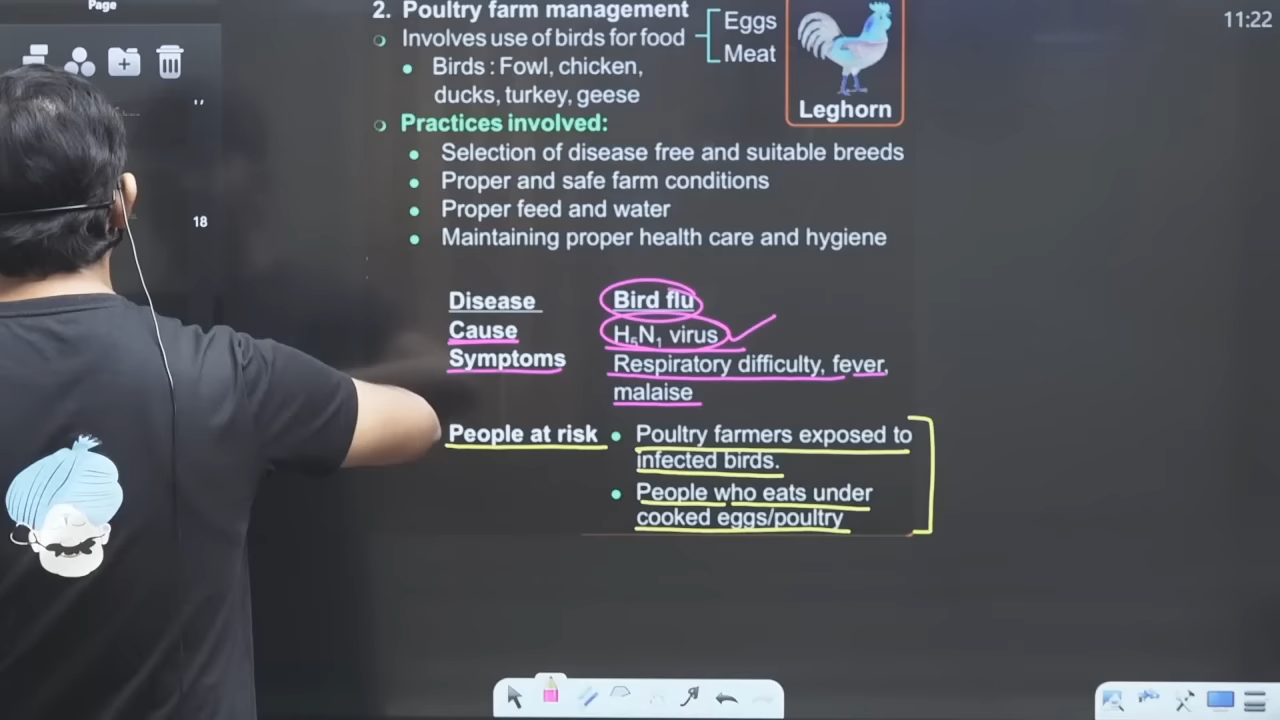 Page
11:22
17
18
2. Poultry farm management
Involves use of birds for food
Eggs
Meat
Birds : Fowl, chicken,
ducks, turkey, geese
Leghorn
Practices involved:
Selection of disease free and suitable breeds
Proper and safe farm conditions
Proper feed and water
Maintaining proper health care and hygiene
Disease Bird flu
Cause H₅N₁ virus
Symptoms Respiratory difficulty, fever,
malaise
People at risk • Poultry farmers exposed to
infected birds.
• People who eats under
cooked eggs/poultry